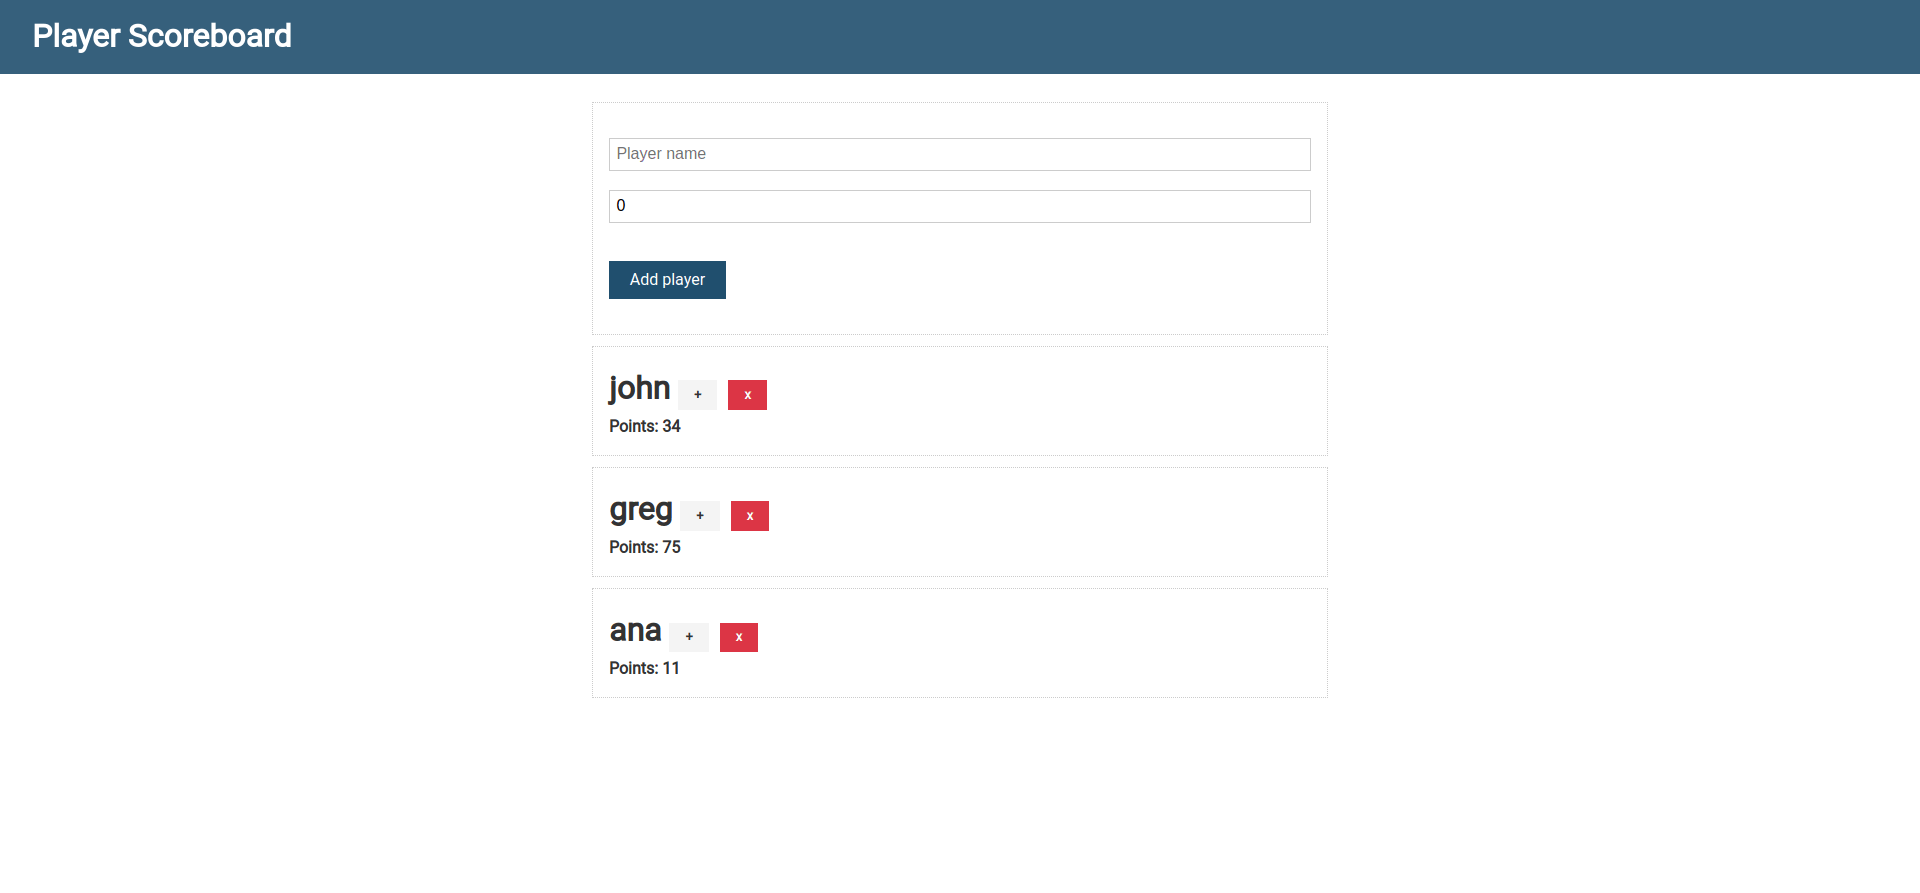 Player Scoreboard
Player name
0
Add player
john + x
Points: 34
greg + x
Points: 75
ana + x
Points: 11